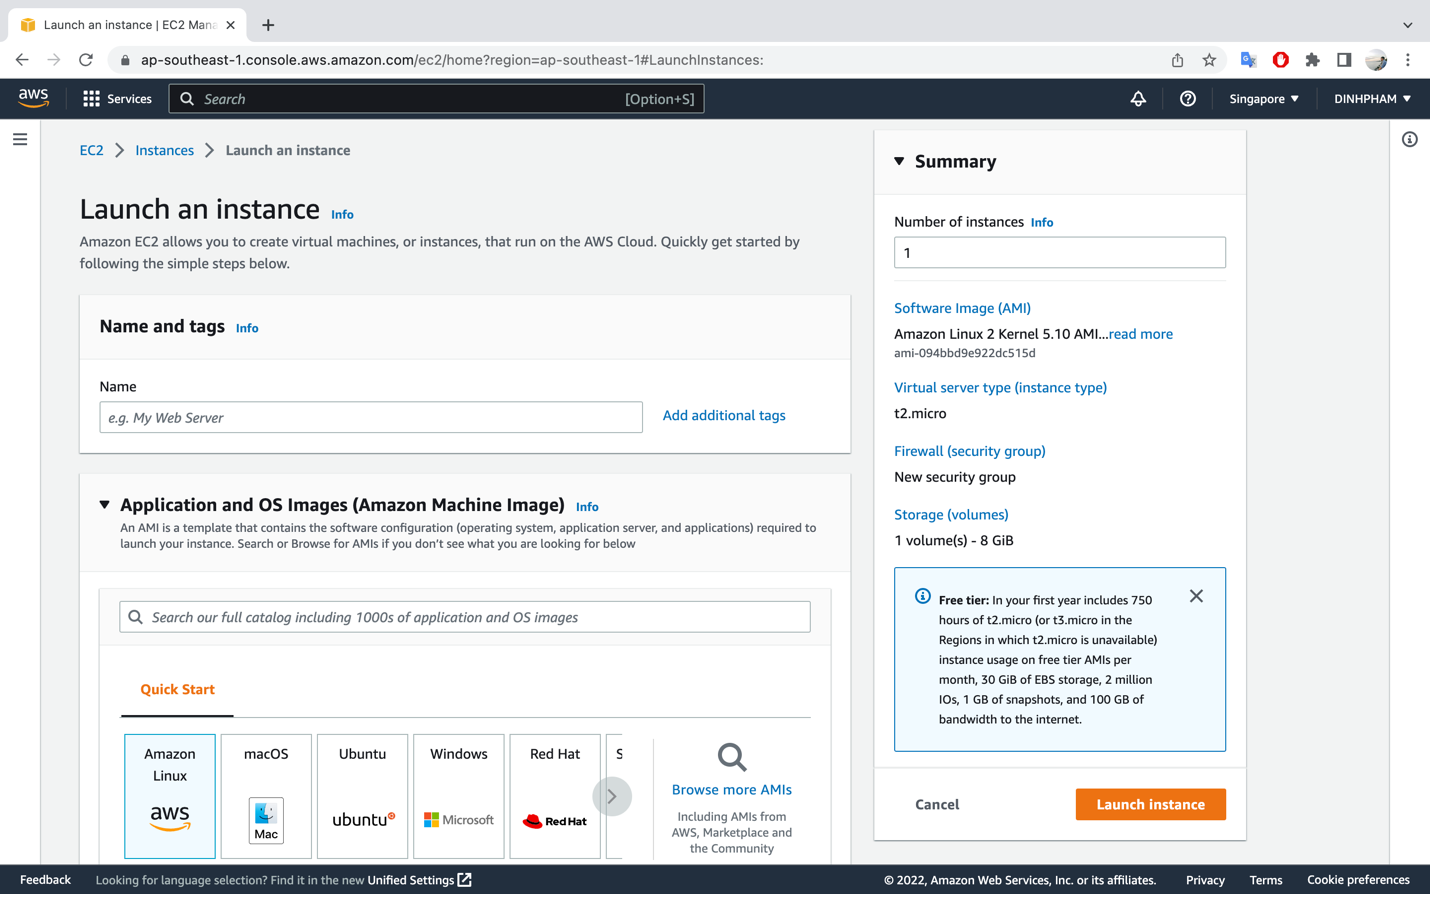 Launch an instance | EC2 Mana
ap-southeast-1.console.aws.amazon.com/ec2/home?region=ap-southeast-1#LaunchInstances:
aws
Services
Search
[Option+S]
Singapore
DINHPHAM
EC2
Instances
Launch an instance
Launch an instance Info
Amazon EC2 allows you to create virtual machines, or instances, that run on the AWS Cloud. Quickly get started by
following the simple steps below.
Name and tags Info
Name
e.g. My Web Server
Add additional tags
Application and OS Images (Amazon Machine Image) Info
An AMI is a template that contains the software configuration (operating system, application server, and applications) required to
launch your instance. Search or Browse for AMIs if you don't see what you are looking for below
Search our full catalog including 1000s of application and OS images
Quick Start
Amazon
Linux
aws
macOS
Mac
Ubuntu
ubuntu
Windows
Microsoft
Red Hat
Red Hat
S
Browse more AMIs
Including AMIs from
AWS, Marketplace and
the Community
Summary
Number of instances Info
1
Software Image (AMI)
Amazon Linux 2 Kernel 5.10 AMI...read more
ami-094bbd9e922dc515d
Virtual server type (instance type)
t2.micro
Firewall (security group)
New security group
Storage (volumes)
1 volume(s) - 8 GiB
Free tier: In your first year includes 750
hours of t2.micro (or t3.micro in the
Regions in which t2.micro is unavailable)
instance usage on free tier AMIs per
month, 30 GiB of EBS storage, 2 million
IOs, 1 GB of snapshots, and 100 GB of
bandwidth to the internet.
Cancel
Launch instance
Feedback
Looking for language selection? Find it in the new Unified Settings
© 2022, Amazon Web Services, Inc. or its affiliates.
Privacy
Terms
Cookie preferences